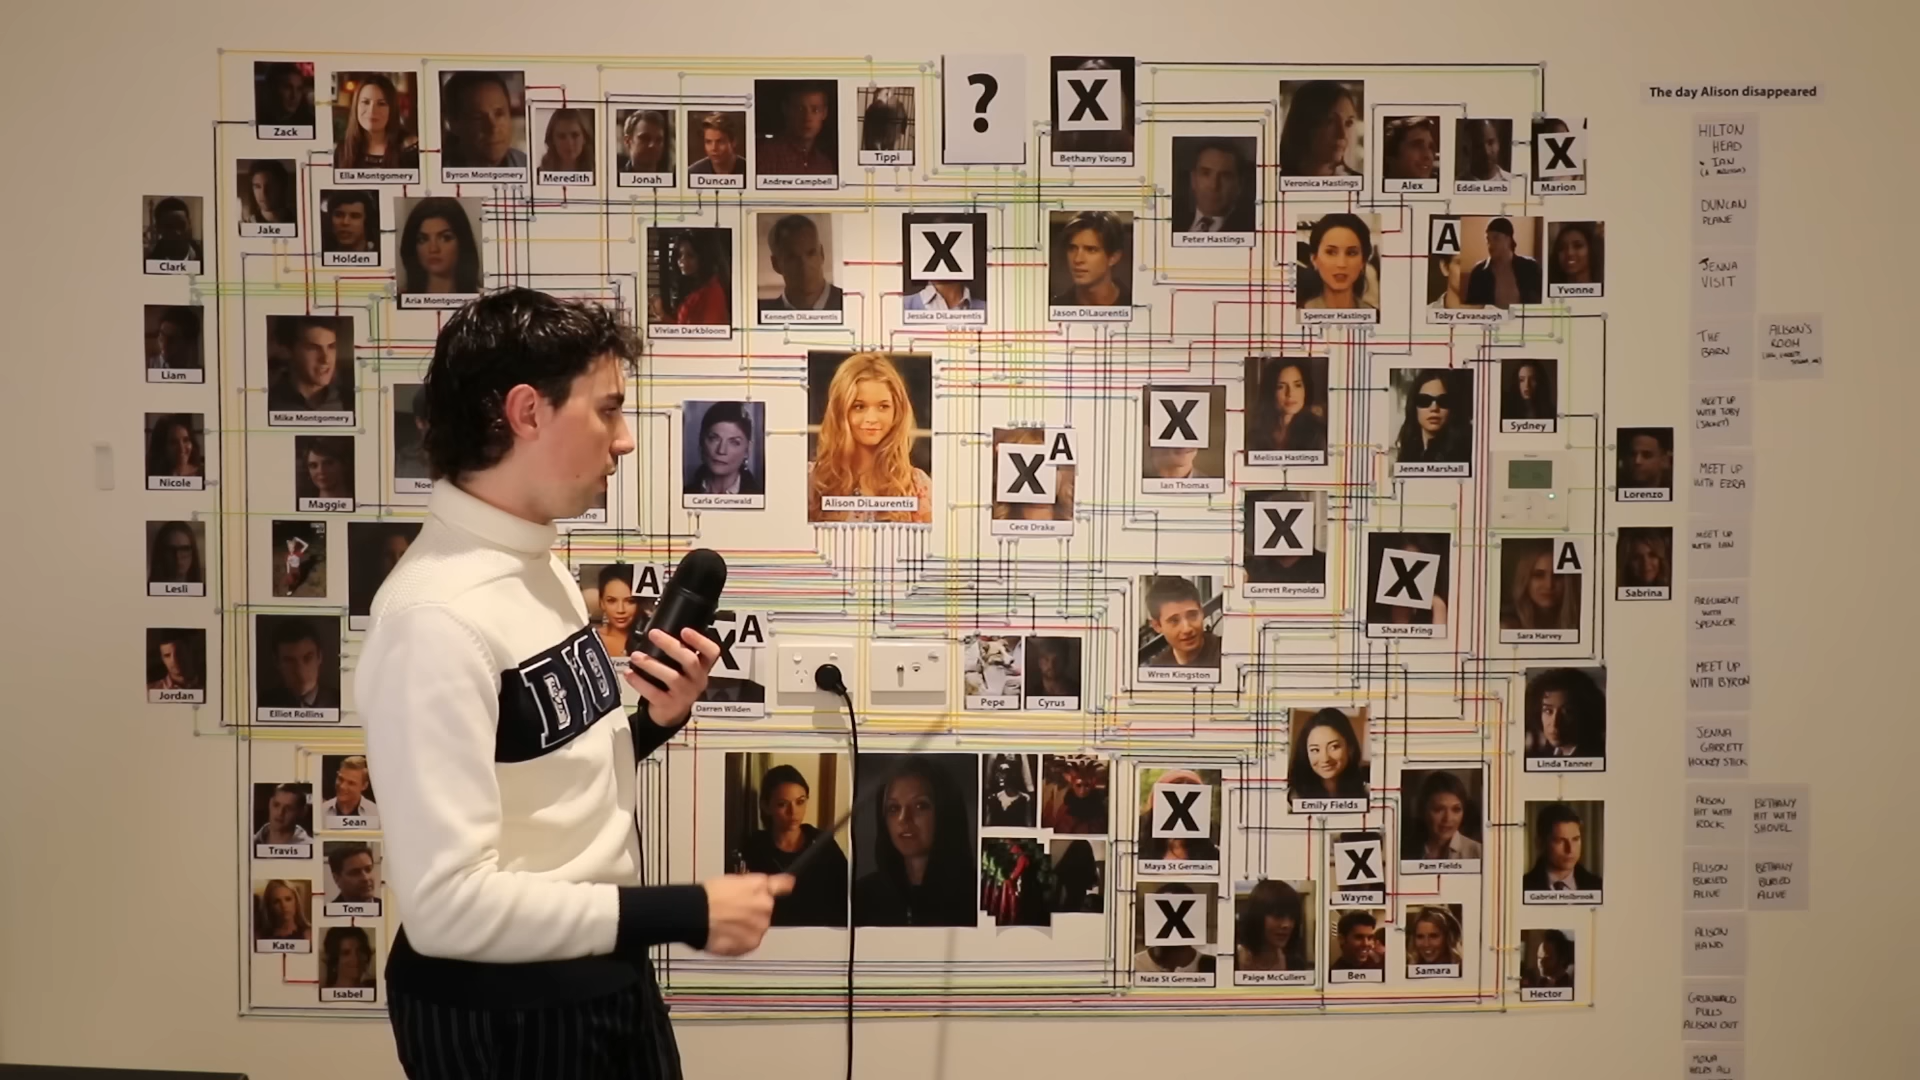 Zack
Ella Montgomery
Byron Montgomery
Meredith
Jonah
Duncan
Andrew Campbell
Tippi
?
X
Bethany Young
Veronica Hastings
Alex
Eddie Lamb
X
Marion
Jake
Holden
Aria Montgome
Clark
Vivian Darkbloom
Kenneth DiLaurentis
X
Jessica DiLaurentis
Jason DiLaurentis
Peter Hastings
Spencer Hastings
A
Toby Cavanaugh
Yvonne
Liam
Mike Montgomery
Carla Grunwald
Alison DiLaurentis
X
A
Cece Drake
X
Ian Thomas
Melissa Hastings
Jenna Marshall
Sydney
Lorenzo
Nicole
Maggie
Noel
nne
X
Garrett Reynolds
X
Shana Fring
A
Sara Harvey
Sabrina
Lesli
A
Vand
X
A
Darren Wilden
Pepe
Cyrus
Wren Kingston
Jordan
Elliot Rollins
Linda Tanner
Emily Fields
Sean
Travis
X
Maya St Germain
X
Wayne
Pam Fields
Gabriel Holbrook
Tom
Kate
Isabel
X
Nate St Germain
Paige McCullers
Ben
Samara
Hector
The day Alison disappeared
HILTON
HEAD
IAN
DUNCAN
PLANE
JENNA
VISIT
THE
BARN
ALISON'S
ROOM
MEET UP
WITH TOBY
MEET UP
WITH EZRA
MEET UP
WITH IAN
ARGUMENT
WITH
SPENCER
MEET UP
WITH BYRON
JENNA
GARRETT
HOCKEY STICK
ALISON
HIT WITH
ROCK
BETHANY
HIT WITH
SHOVEL
ALISON
BURIED
ALIVE
BETHANY
BURIED
ALIVE
ALISON
HAND
GRUNWALD
PULLS
ALISON OUT
MONA
HELPS ALI